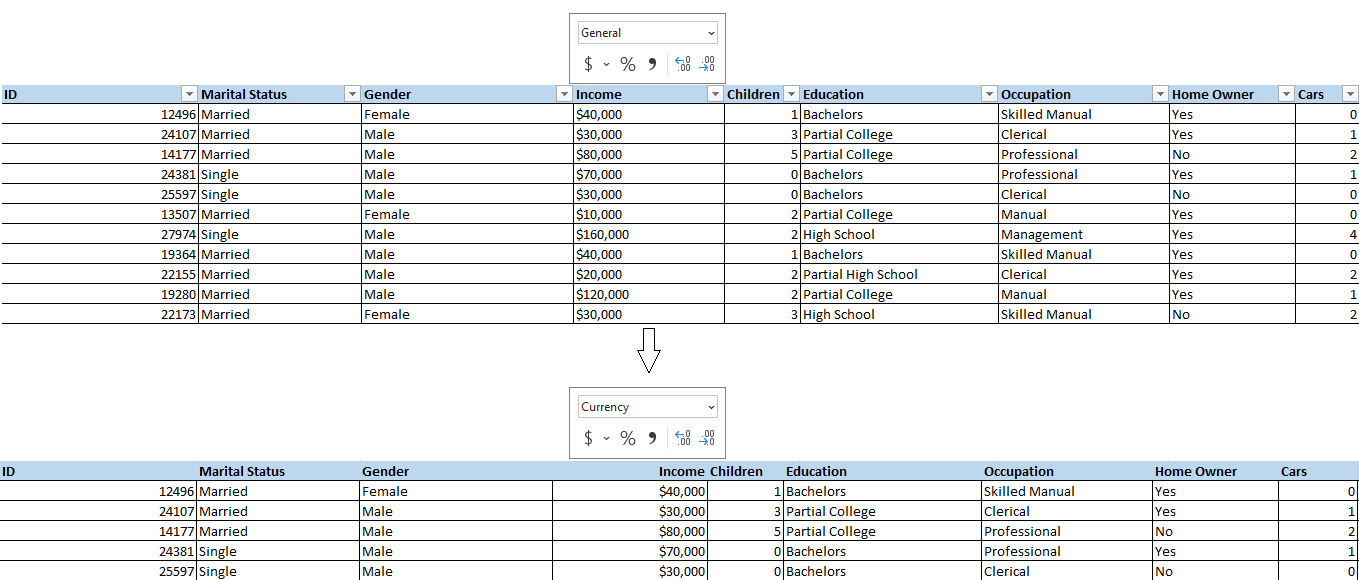 General
$ % , ←0 .00 .00 →0
ID Marital Status Gender Income Children Education Occupation Home Owner Cars
12496 Married Female $40,000 1 Bachelors Skilled Manual Yes 0
24107 Married Male $30,000 3 Partial College Clerical Yes 1
14177 Married Male $80,000 5 Partial College Professional No 2
24381 Single Male $70,000 0 Bachelors Professional Yes 1
25597 Single Male $30,000 0 Bachelors Clerical No 0
13507 Married Female $10,000 2 Partial College Manual Yes 0
27974 Single Male $160,000 2 High School Management Yes 4
19364 Married Male $40,000 1 Bachelors Skilled Manual Yes 0
22155 Married Male $20,000 2 Partial High School Clerical Yes 2
19280 Married Male $120,000 2 Partial College Manual Yes 1
22173 Married Female $30,000 3 High School Skilled Manual No 2
Currency
$ % , ←0 .00 .00 →0
ID Marital Status Gender Income Children Education Occupation Home Owner Cars
12496 Married Female $40,000 1 Bachelors Skilled Manual Yes 0
24107 Married Male $30,000 3 Partial College Clerical Yes 1
14177 Married Male $80,000 5 Partial College Professional No 2
24381 Single Male $70,000 0 Bachelors Professional Yes 1
25597 Single Male $30,000 0 Bachelors Clerical No 0